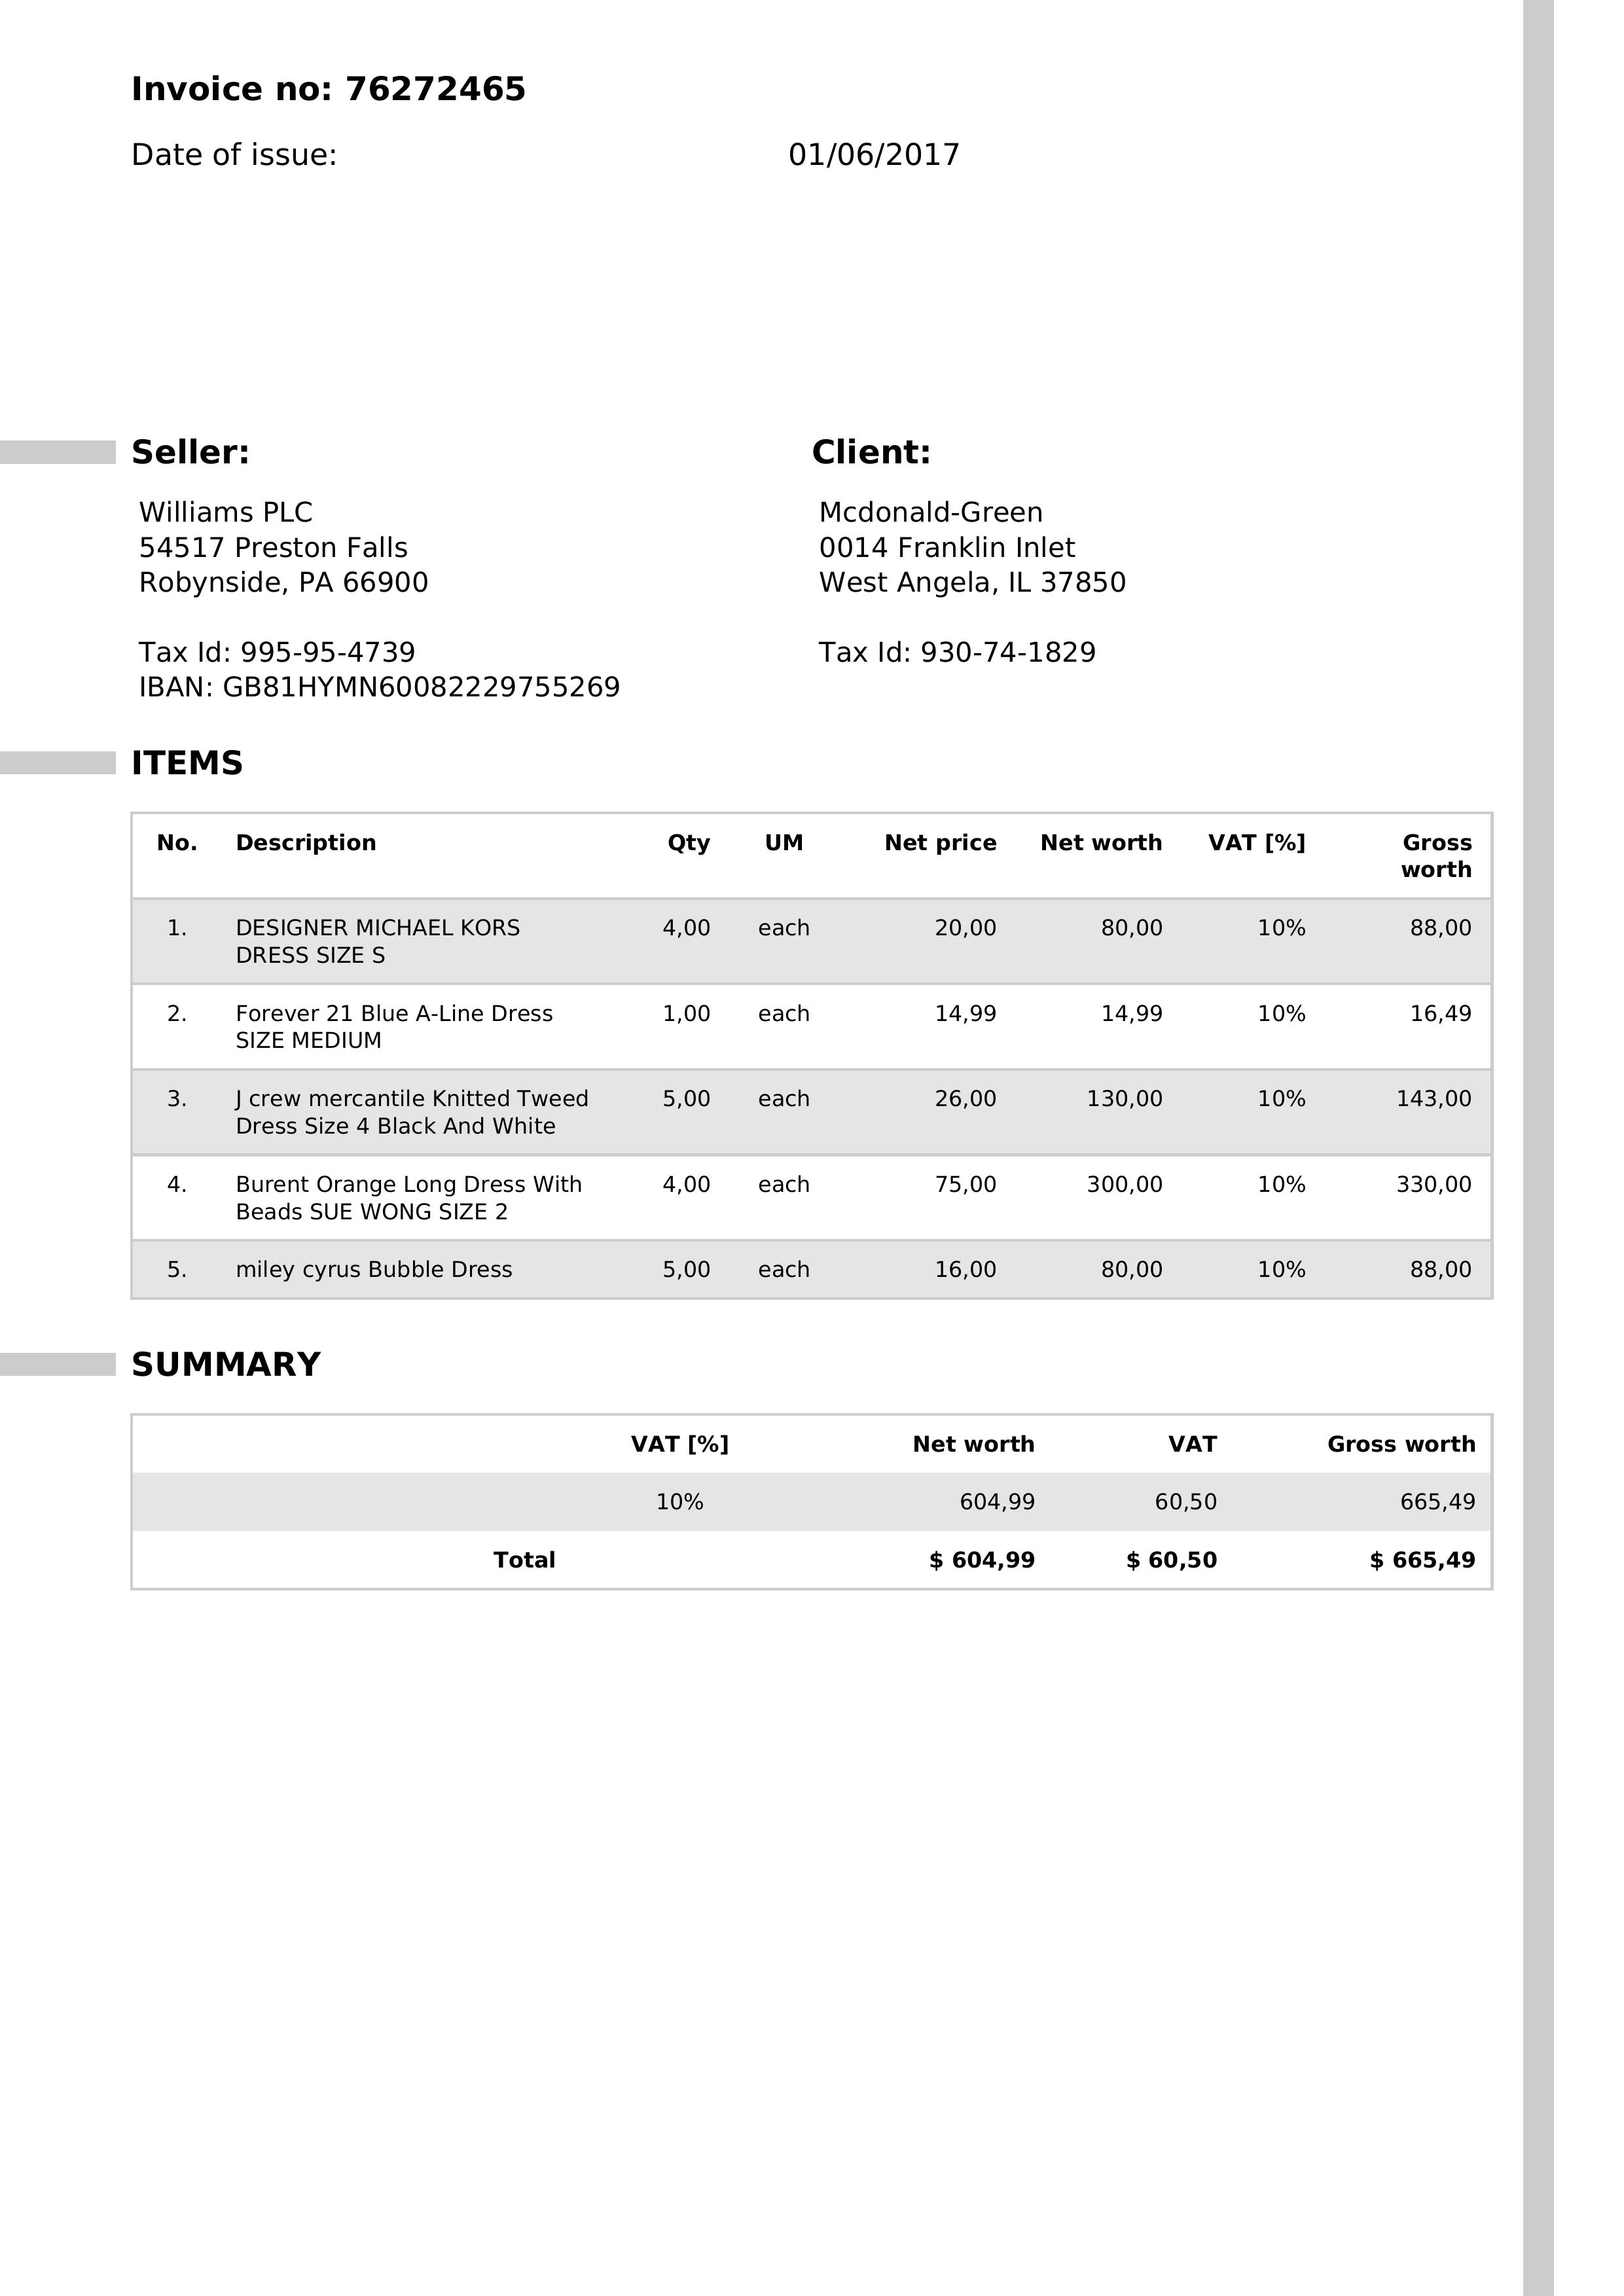 Invoice no: 76272465
Date of issue: 01/06/2017
Seller:
Williams PLC
54517 Preston Falls
Robynside, PA 66900
Tax Id: 995-95-4739
IBAN: GB81HYMN60082229755269
Client:
Mcdonald-Green
0014 Franklin Inlet
West Angela, IL 37850
Tax Id: 930-74-1829
ITEMS
No. Description Qty UM Net price Net worth VAT [%] Gross
worth
1. DESIGNER MICHAEL KORS 4,00 each 20,00 80,00 10% 88,00
DRESS SIZE S
2. Forever 21 Blue A-Line Dress 1,00 each 14,99 14,99 10% 16,49
SIZE MEDIUM
3. J crew mercantile Knitted Tweed 5,00 each 26,00 130,00 10% 143,00
Dress Size 4 Black And White
4. Burent Orange Long Dress With 4,00 each 75,00 300,00 10% 330,00
Beads SUE WONG SIZE 2
5. miley cyrus Bubble Dress 5,00 each 16,00 80,00 10% 88,00
SUMMARY
VAT [%] Net worth VAT Gross worth
10% 604,99 60,50 665,49
Total $ 604,99 $ 60,50 $ 665,49